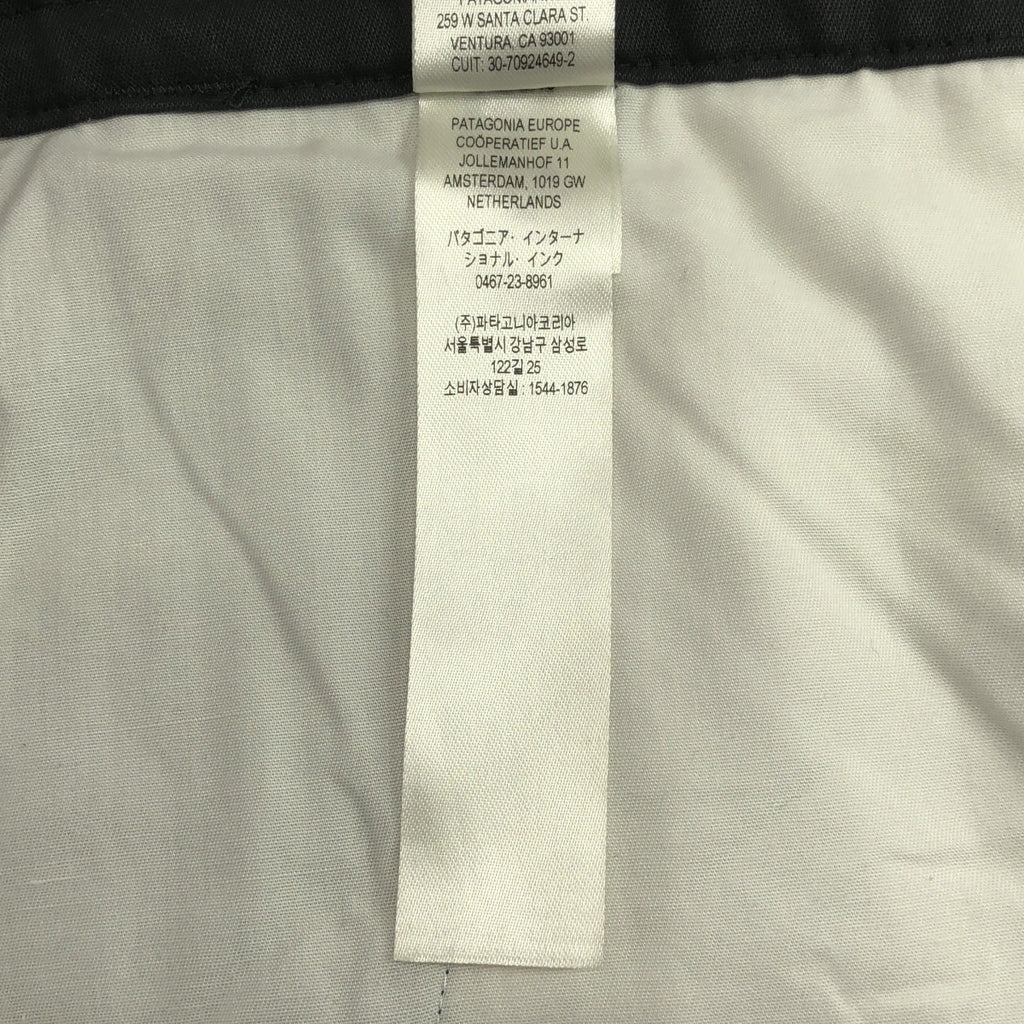 259 W SANTA CLARA ST.
VENTURA, CA 93001
CUIT: 30-70924649-2
PATAGONIA EUROPE
COÖPERATIEF U.A.
JOLLEMANHOF 11
AMSTERDAM, 1019 GW
NETHERLANDS
パタゴニア・インターナ
ショナル・インク
0467-23-8961
(주)파타고니아코리아
서울특별시 강남구 삼성로
122길 25
소비자상담실 : 1544-1876